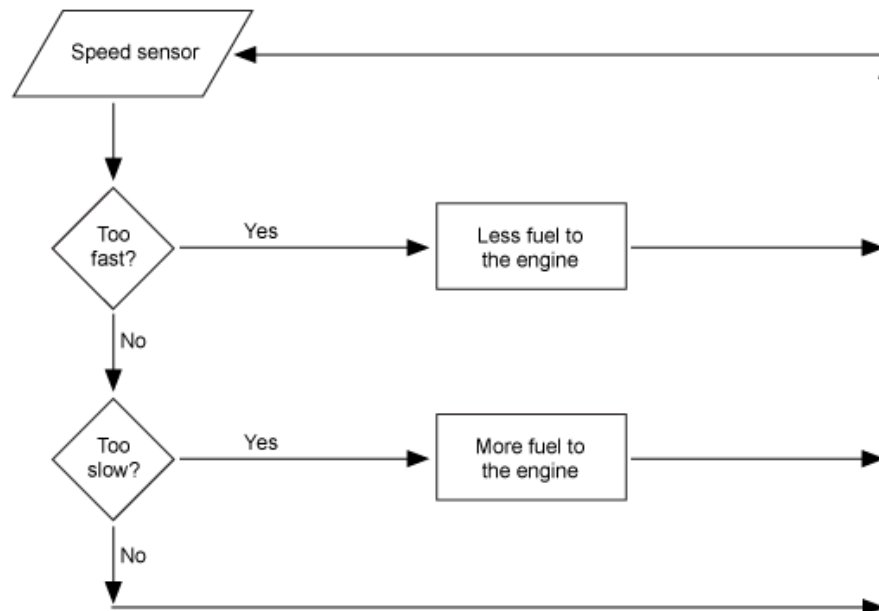 Speed sensor
Too
fast?
Yes
Less fuel to
the engine
No
Too
slow?
Yes
More fuel to
the engine
No